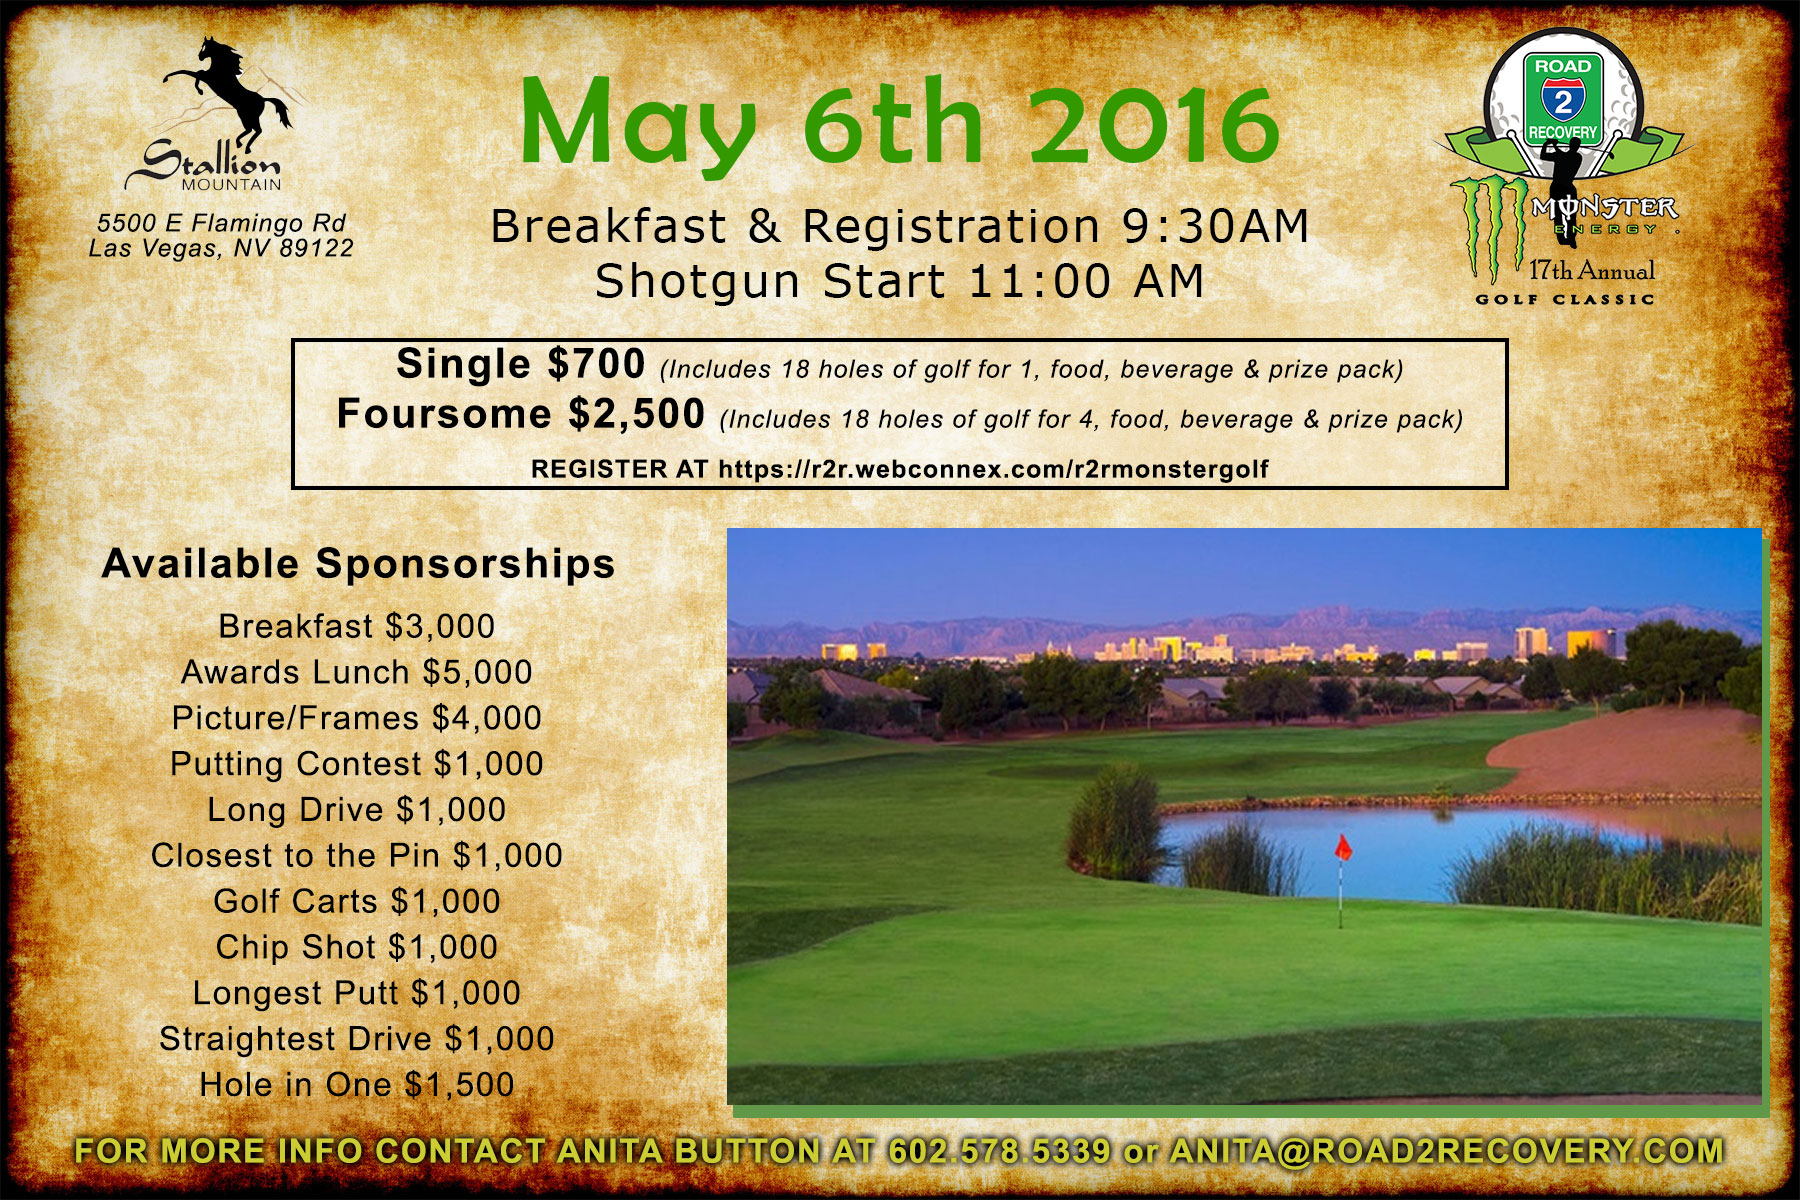 Stallion
MOUNTAIN
5500 E Flamingo Rd
Las Vegas, NV 89122
May 6th 2016
Breakfast & Registration 9:30AM
Shotgun Start 11:00 AM
ROAD
2
RECOVERY
MONSTER
ENERGY
17th Annual
GOLF CLASSIC
Single $700 (Includes 18 holes of golf for 1, food, beverage & prize pack)
Foursome $2,500 (Includes 18 holes of golf for 4, food, beverage & prize pack)
REGISTER AT https://r2r.webconnex.com/r2rmonstergolf
Available Sponsorships
Breakfast $3,000
Awards Lunch $5,000
Picture/Frames $4,000
Putting Contest $1,000
Long Drive $1,000
Closest to the Pin $1,000
Golf Carts $1,000
Chip Shot $1,000
Longest Putt $1,000
Straightest Drive $1,000
Hole in One $1,500
FOR MORE INFO CONTACT ANITA BUTTON AT 602.578.5339 or ANITA@ROAD2RECOVERY.COM